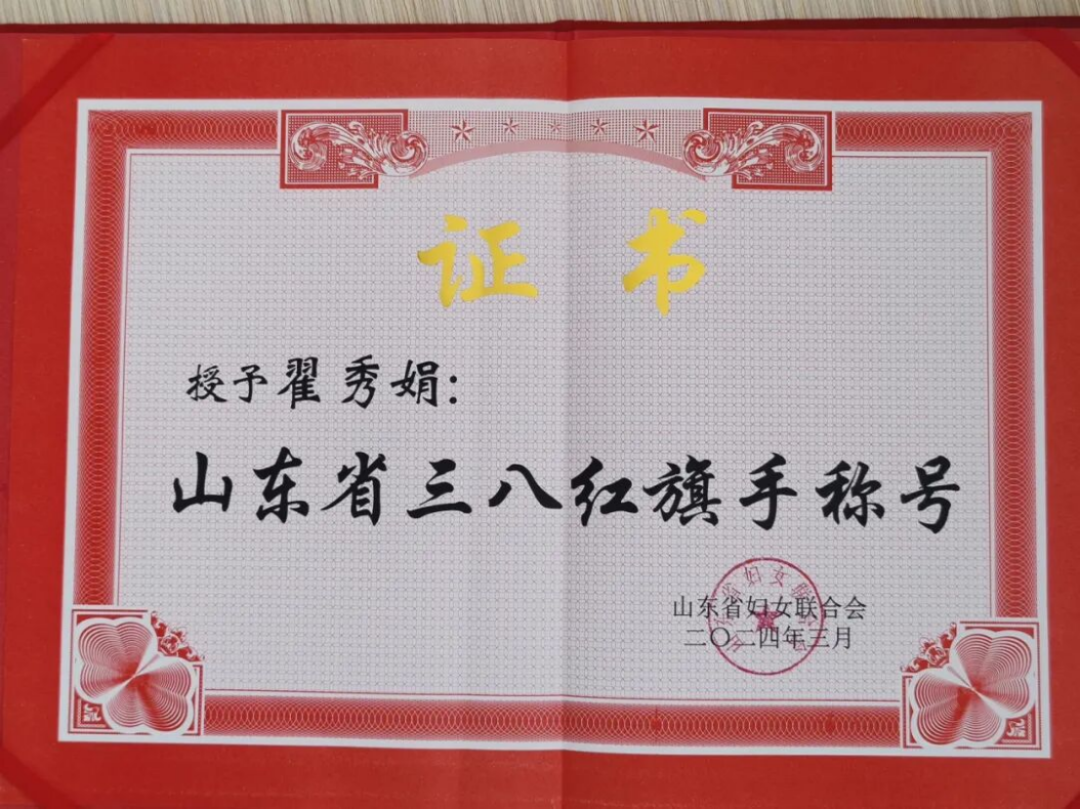 证书
授予翟秀娟：
山东省三八红旗手称号
山东省妇女联合会
二〇二四年三月